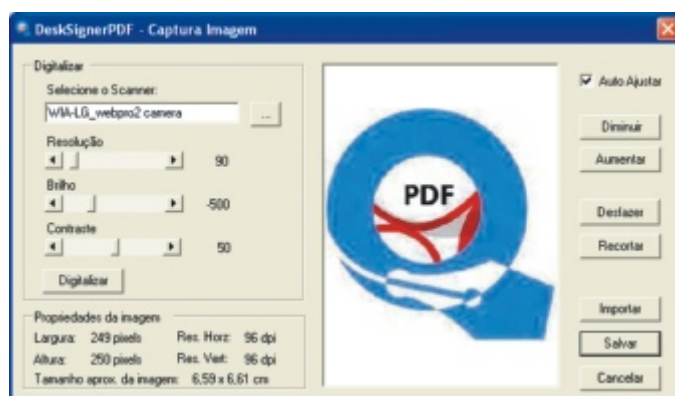 DeskSignerPDF - Captura Imagem
Digitalizar
Selecione o Scanner:
WIA-LG_webpro2 camera
...
Resolução
90
Brilho
-500
Contraste
50
Digitalizar
Propriedades da imagem
Largura: 249 pixels Res. Horz: 96 dpi
Altura: 250 pixels Res. Vert: 96 dpi
Tamanho aprox. da imagem: 6,59 x 6,61 cm
PDF
Auto Ajustar
Diminuir
Aumentar
Desfazer
Recortar
Importar
Salvar
Cancelar